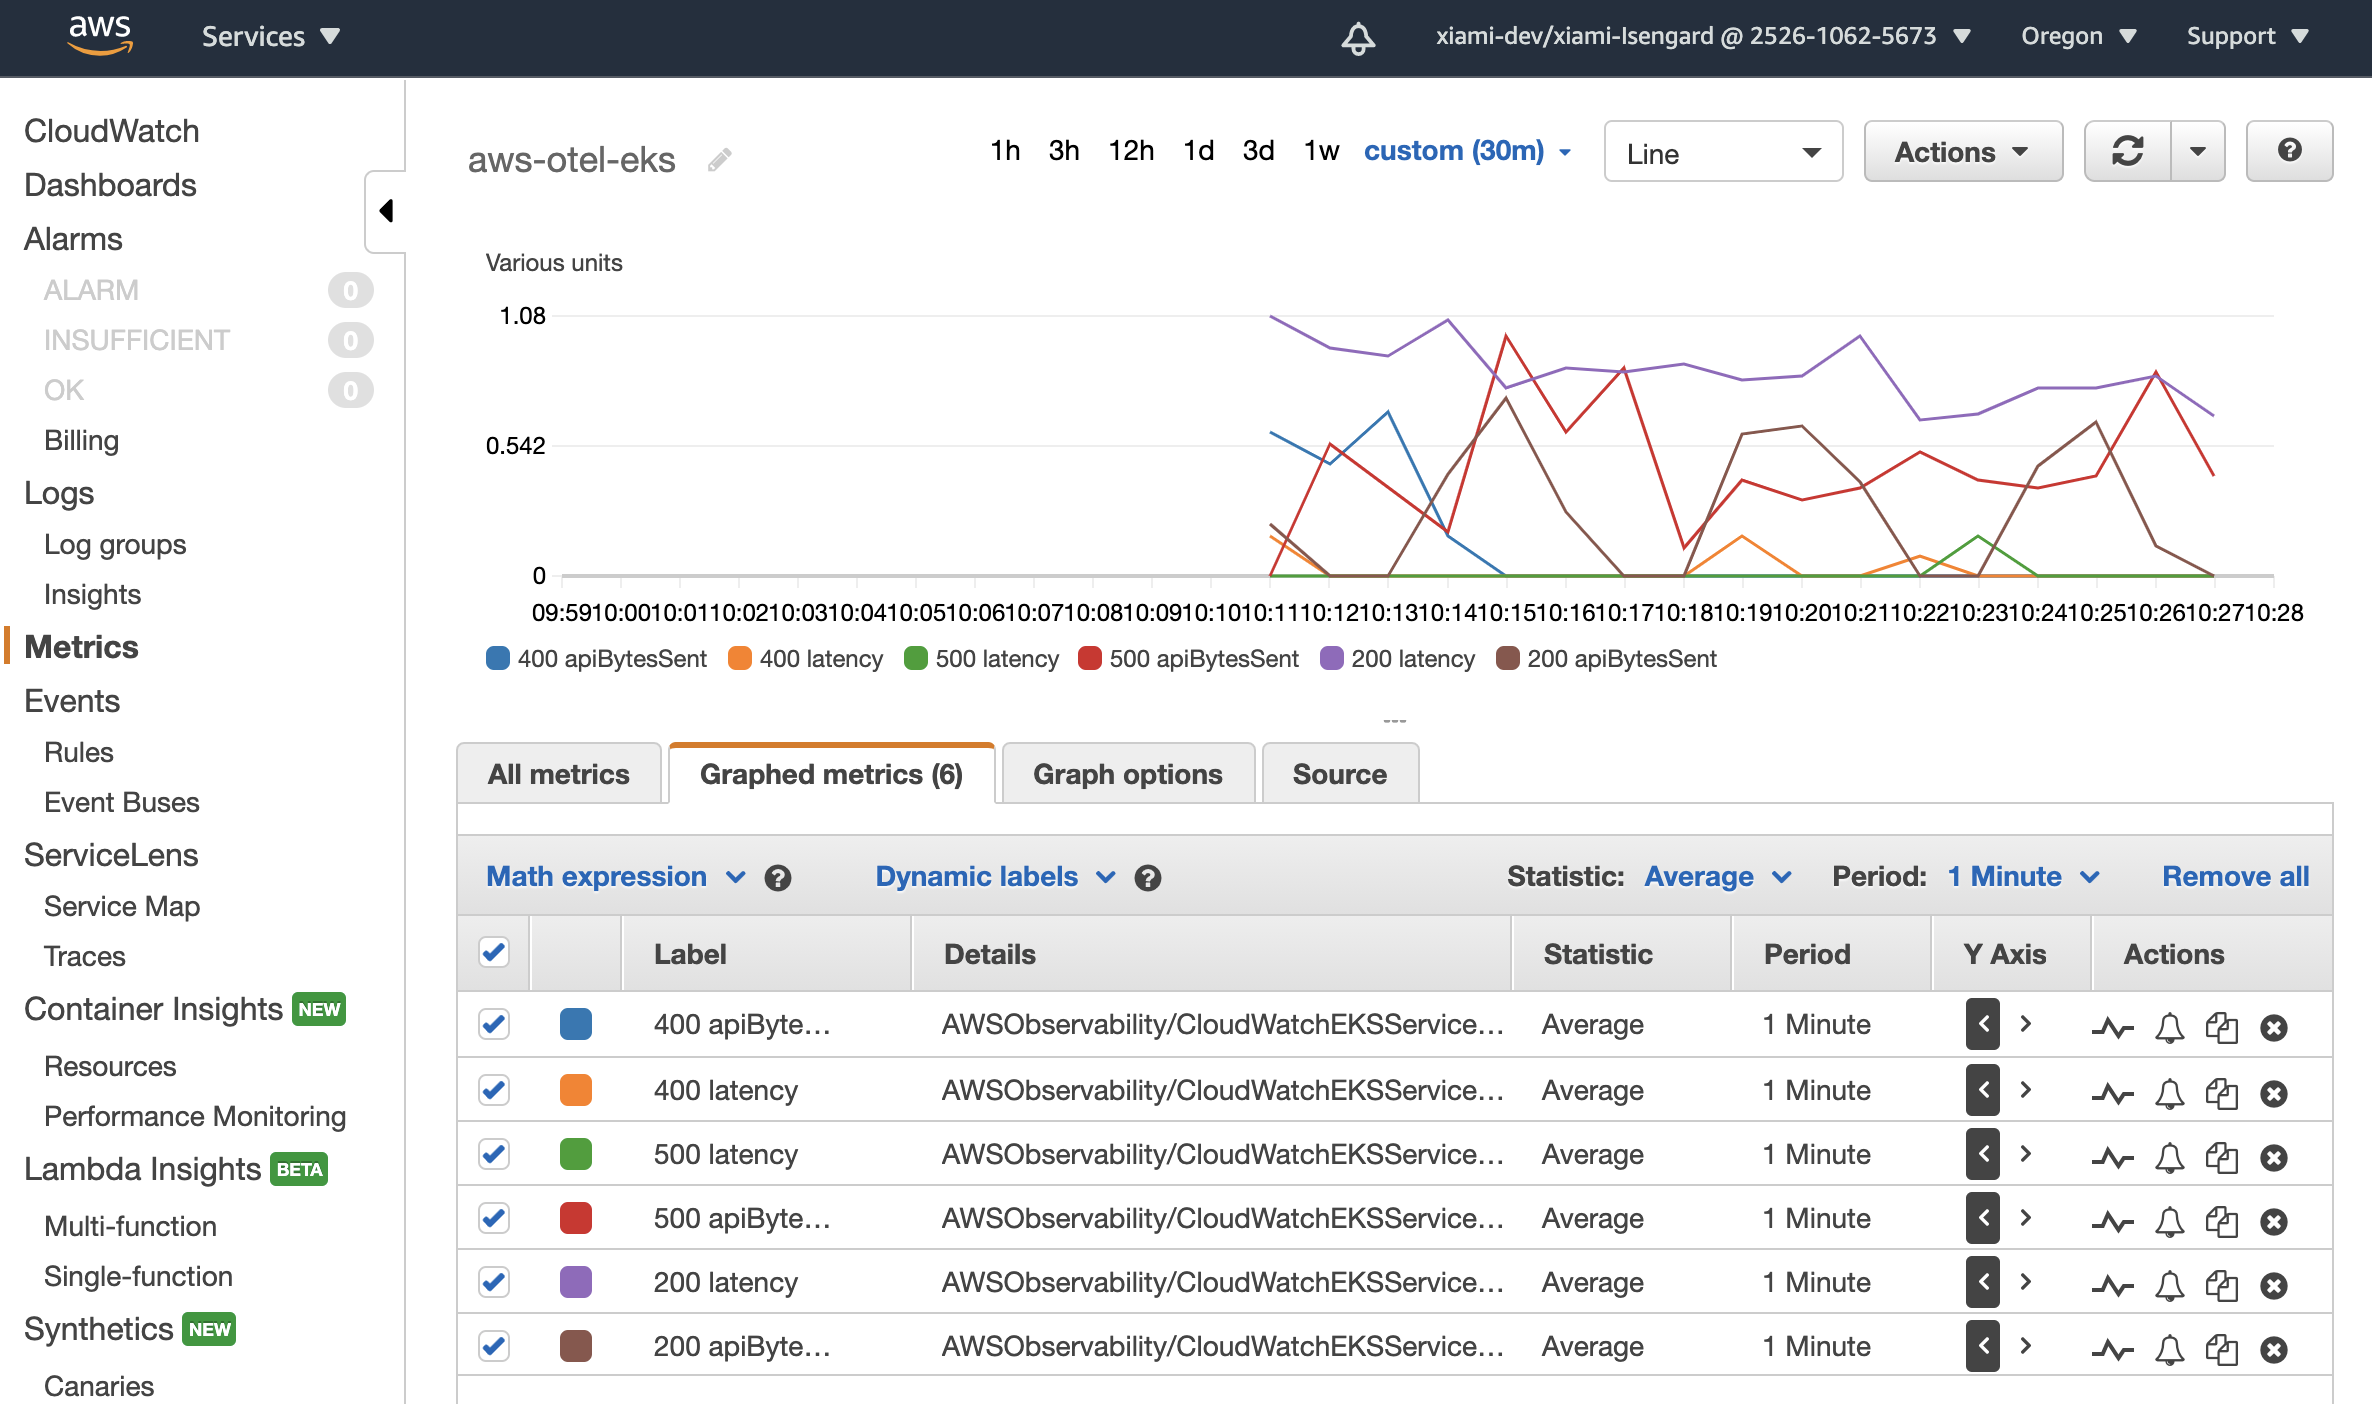 aws Services xiami-dev/xiami-Isengard @ 2526-1062-5673 Oregon Support
CloudWatch
Dashboards
Alarms
ALARM 0
INSUFFICIENT 0
OK 0
Billing
Logs
Log groups
Insights
Metrics
Events
Rules
Event Buses
ServiceLens
Service Map
Traces
Container Insights NEW
Resources
Performance Monitoring
Lambda Insights BETA
Multi-function
Single-function
Synthetics NEW
Canaries
aws-otel-eks 1h 3h 12h 1d 3d 1w custom (30m) Line Actions ?
Various units
1.08
0.542
0
09:59 10:00 10:01 10:02 10:03 10:04 10:05 10:06 10:07 10:08 10:09 10:10 10:11 10:12 10:13 10:14 10:15 10:16 10:17 10:18 10:19 10:20 10:21 10:22 10:23 10:24 10:25 10:26 10:27 10:28
400 apiBytesSent 400 latency 500 latency 500 apiBytesSent 200 latency 200 apiBytesSent
All metrics Graphed metrics (6) Graph options Source
Math expression ? Dynamic labels ? Statistic: Average Period: 1 Minute Remove all
Label Details Statistic Period Y Axis Actions
400 apiByte... AWSObservability/CloudWatchEKSService... Average 1 Minute
400 latency AWSObservability/CloudWatchEKSService... Average 1 Minute
500 latency AWSObservability/CloudWatchEKSService... Average 1 Minute
500 apiByte... AWSObservability/CloudWatchEKSService... Average 1 Minute
200 latency AWSObservability/CloudWatchEKSService... Average 1 Minute
200 apiByte... AWSObservability/CloudWatchEKSService... Average 1 Minute